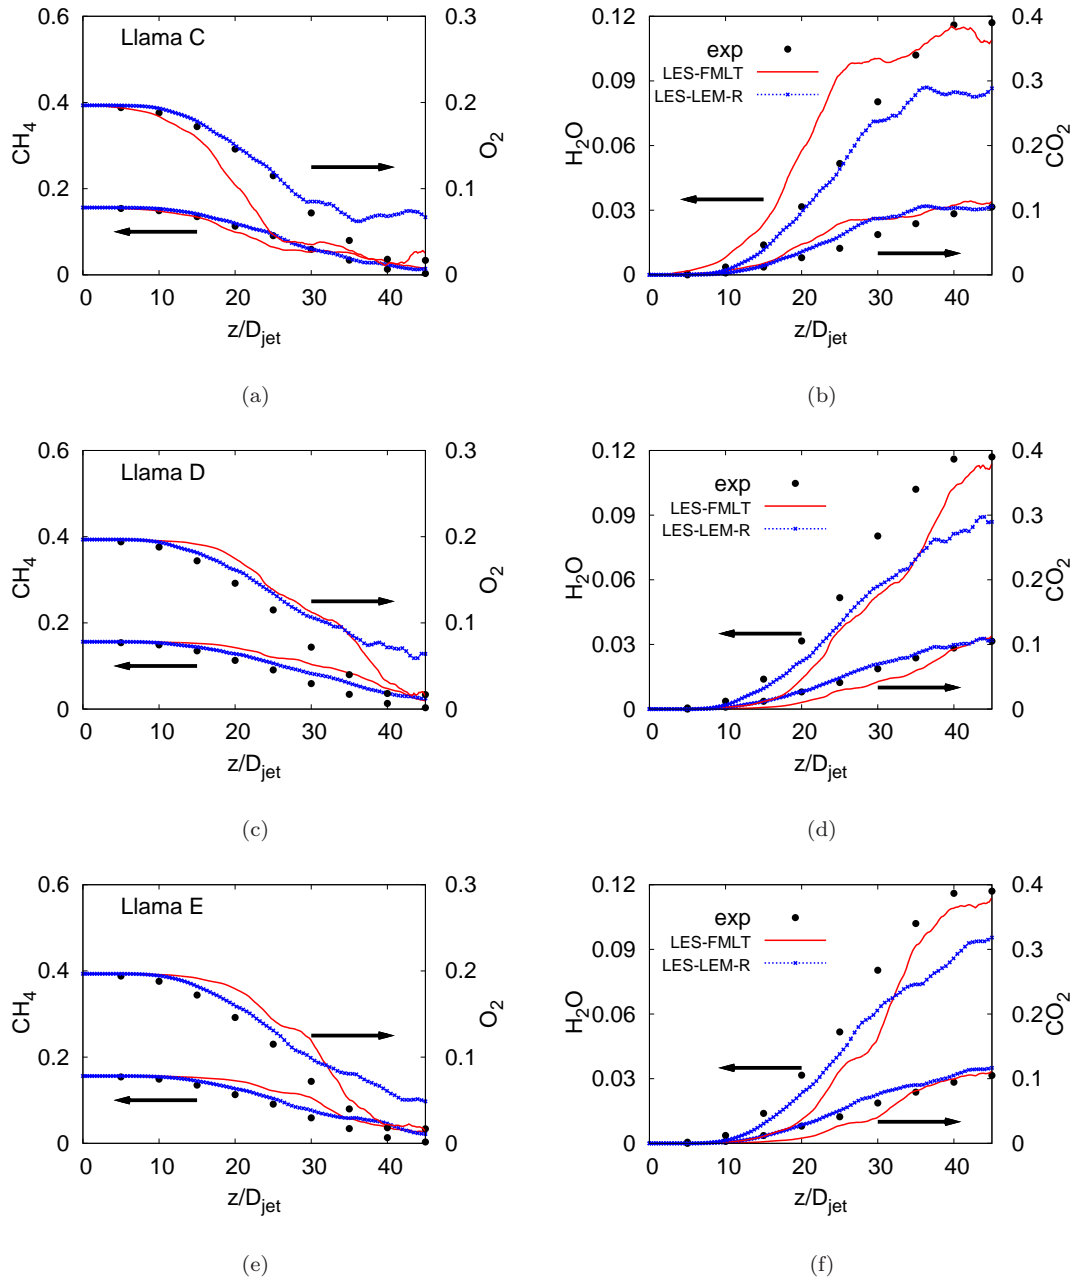 0.6
0.3
Llama C
0.4
0.2
CH4
O2
0.2
0.1
0
0
0 10 20 30 40
z/Djet
(a)
0.12
0.4
exp
LES-FMLT
LES-LEM-R
0.09
0.3
H2O
CO2
0.06
0.2
0.03
0.1
0
0
0 10 20 30 40
z/Djet
(b)
0.6
0.3
Llama D
0.4
0.2
CH4
O2
0.2
0.1
0
0
0 10 20 30 40
z/Djet
(c)
0.12
0.4
exp
LES-FMLT
LES-LEM-R
0.09
0.3
H2O
CO2
0.06
0.2
0.03
0.1
0
0
0 10 20 30 40
z/Djet
(d)
0.6
0.3
Llama E
0.4
0.2
CH4
O2
0.2
0.1
0
0
0 10 20 30 40
z/Djet
(e)
0.12
0.4
exp
LES-FMLT
LES-LEM-R
0.09
0.3
H2O
CO2
0.06
0.2
0.03
0.1
0
0
0 10 20 30 40
z/Djet
(f)